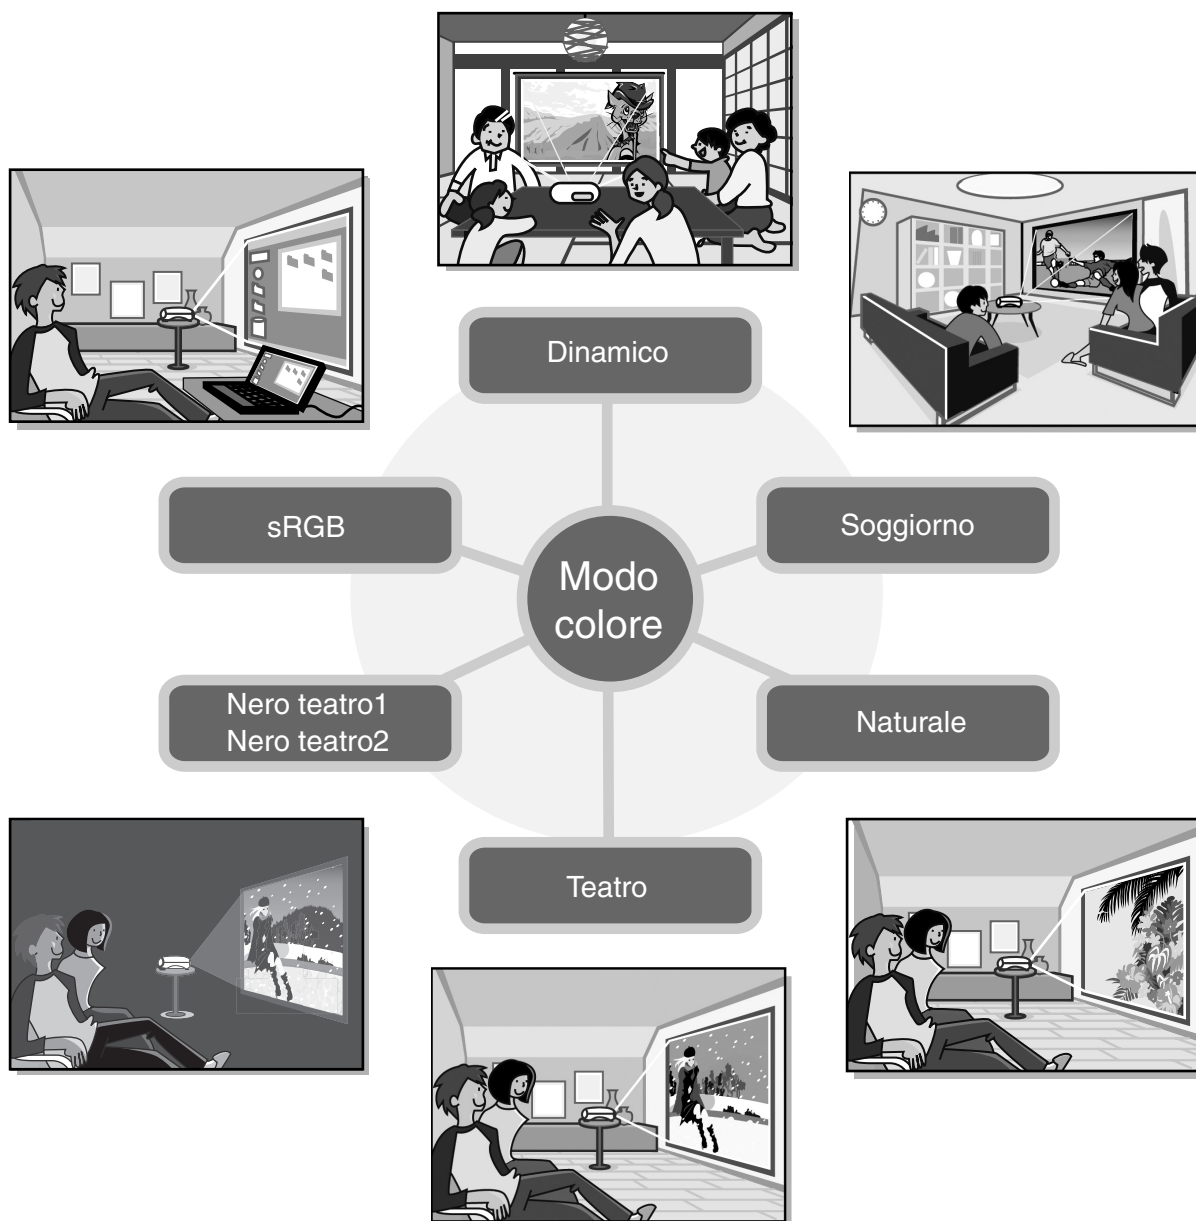 Dinamico
sRGB
Soggiorno
Modo
colore
Nero teatro1
Nero teatro2
Naturale
Teatro